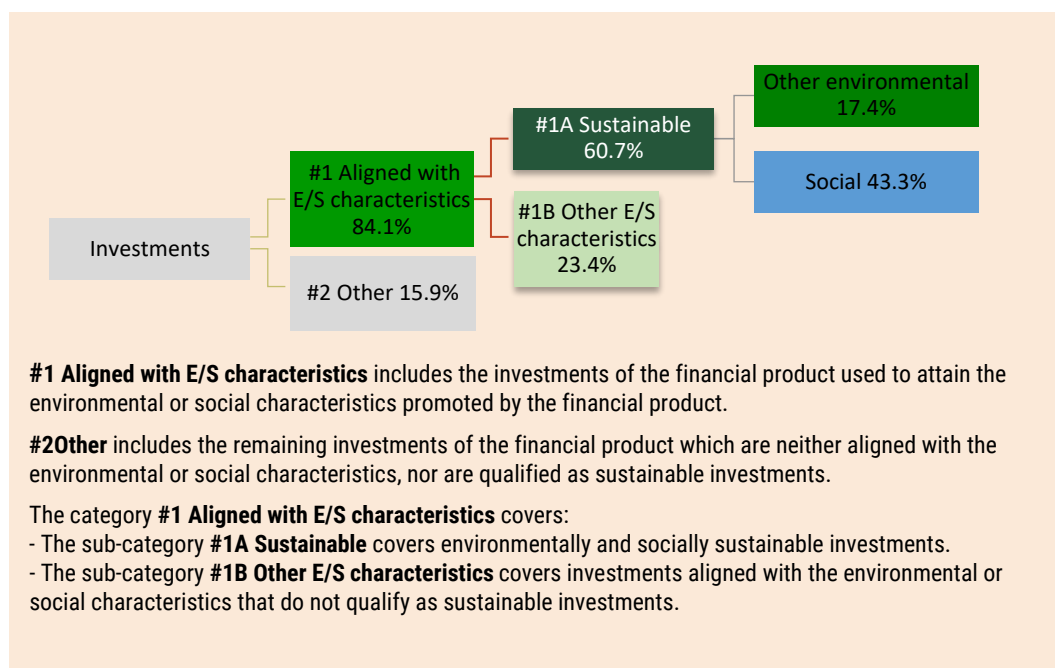 Other environmental
17.4%
#1A Sustainable
60.7%
#1 Aligned with
E/S characteristics
84.1%
Social 43.3%
#1B Other E/S
characteristics
23.4%
Investments
#2 Other 15.9%
#1 Aligned with E/S characteristics includes the investments of the financial product used to attain the
environmental or social characteristics promoted by the financial product.
#2Other includes the remaining investments of the financial product which are neither aligned with the
environmental or social characteristics, nor are qualified as sustainable investments.
The category #1 Aligned with E/S characteristics covers:
- The sub-category #1A Sustainable covers environmentally and socially sustainable investments.
- The sub-category #1B Other E/S characteristics covers investments aligned with the environmental or
social characteristics that do not qualify as sustainable investments.